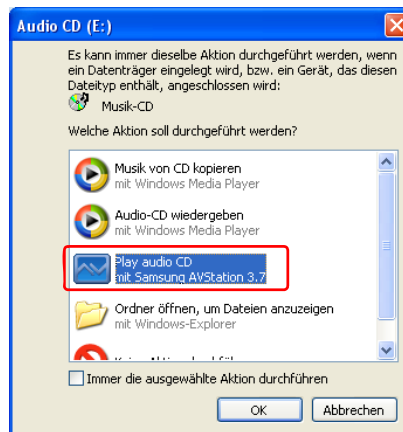 Audio CD (E:)
Es kann immer dieselbe Aktion durchgeführt werden, wenn
ein Datenträger eingelegt wird, bzw. ein Gerät, das diesen
Dateityp enthält, angeschlossen wird:
Musik-CD
Welche Aktion soll durchgeführt werden?
Musik von CD kopieren
mit Windows Media Player
Audio-CD wiedergeben
mit Windows Media Player
Play audio CD
mit Samsung AVStation 3.7
Ordner öffnen, um Dateien anzuzeigen
mit Windows-Explorer
Immer die ausgewählte Aktion durchführen
OK
Abbrechen